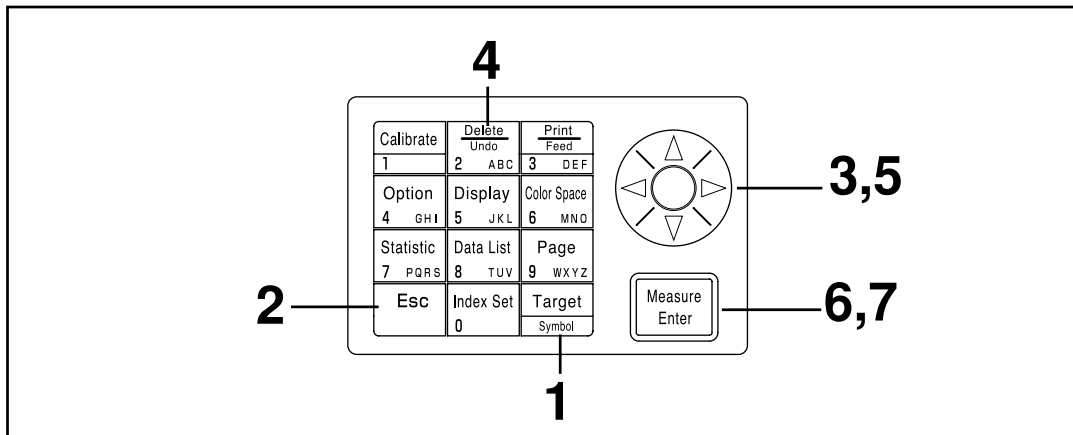 4
Calibrate
1
Delete
Undo
2 ABC
Print
Feed
3 DEF
Option
4 GHI
Display
5 JKL
Color Space
6 MNO
Statistic
7 PQRS
Data List
8 TUV
Page
9 WXYZ
Esc
Index Set
0
Target
Symbol
3,5
Measure
Enter
6,7
2
1